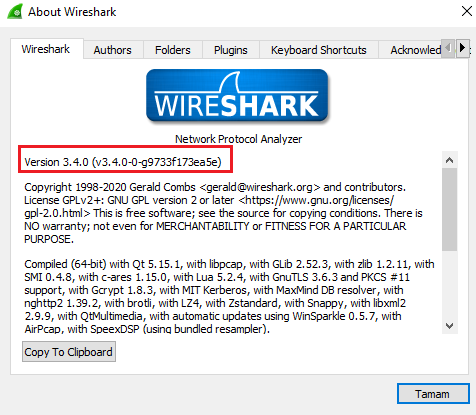 About Wireshark
Wireshark Authors Folders Plugins Keyboard Shortcuts Acknowled
WIRESHARK
Network Protocol Analyzer
Version 3.4.0 (v3.4.0-0-g9733f173ea5e)
Copyright 1998-2020 Gerald Combs <gerald@wireshark.org> and contributors.
License GPLv2+: GNU GPL version 2 or later <https://www.gnu.org/licenses/
gpl-2.0.html> This is free software; see the source for copying conditions. There is
NO warranty; not even for MERCHANTABILITY or FITNESS FOR A PARTICULAR
PURPOSE.
Compiled (64-bit) with Qt 5.15.1, with libpcap, with GLib 2.52.3, with zlib 1.2.11, with
SMI 0.4.8, with c-ares 1.15.0, with Lua 5.2.4, with GnuTLS 3.6.3 and PKCS #11
support, with Gcrypt 1.8.3, with MIT Kerberos, with MaxMind DB resolver, with
nghttp2 1.39.2, with brotli, with LZ4, with Zstandard, with Snappy, with libxml2
2.9.9, with QtMultimedia, with automatic updates using WinSparkle 0.5.7, with
AirPcap, with SpeexDSP (using bundled resampler).
Copy To Clipboard
Tamam